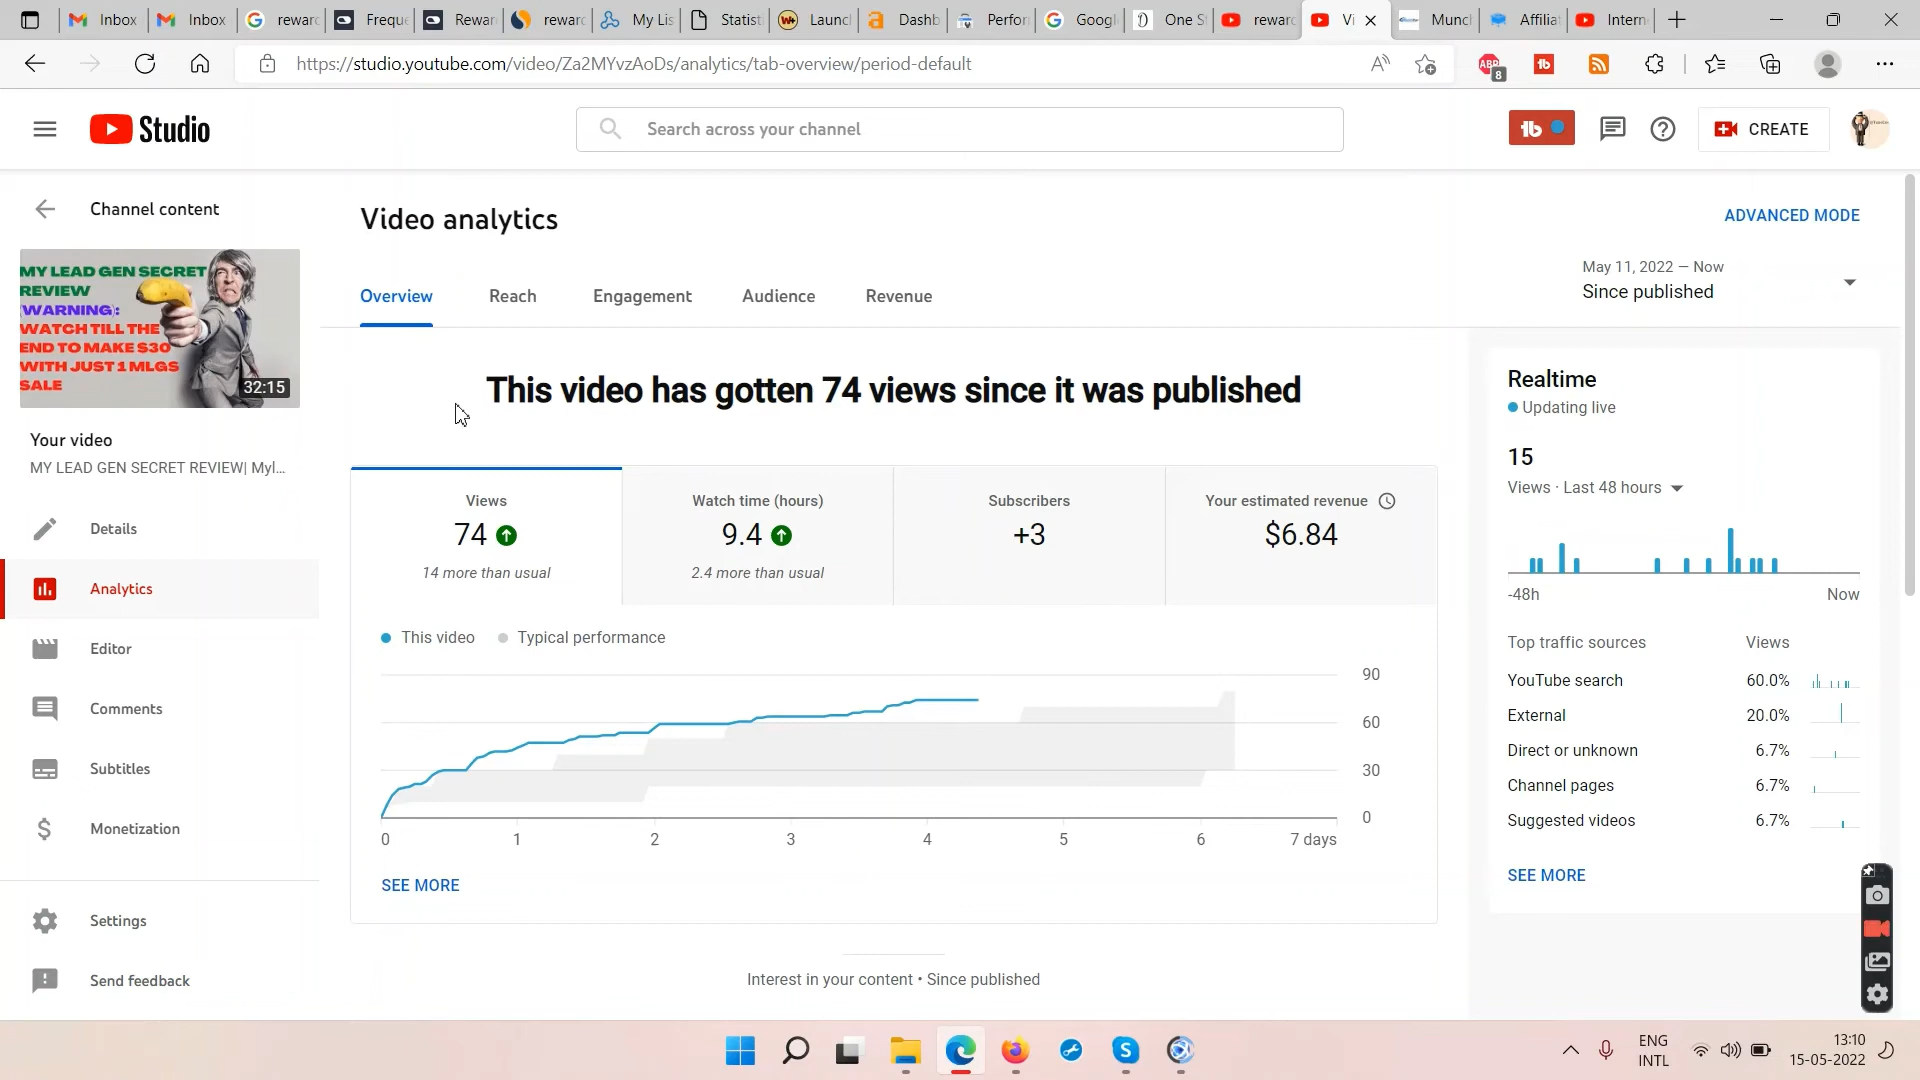 Inbox
Inbox
rewar
Frequ
Rewar
rewar
My Lis
Statist
Launc
Dashb
Perfor
Googl
One S
rewar
Vi
Munch
Affilia
Intern
https://studio.youtube.com/video/Za2MYvzAoDs/analytics/tab-overview/period-default
ABP
8
tb
Studio
Search across your channel
tb
CREATE
Channel content
Video analytics
ADVANCED MODE
MY LEAD GEN SECRET
REVIEW
(WARNING):
WATCH TILL THE
END TO MAKE $30
WITH JUST 1 MLGS
SALE
32:15
Overview
Reach
Engagement
Audience
Revenue
May 11, 2022 – Now
Since published
This video has gotten 74 views since it was published
Your video
MY LEAD GEN SECRET REVIEW| Myl...
Details
Analytics
Editor
Comments
Subtitles
Monetization
Settings
Send feedback
Views
74
14 more than usual
Watch time (hours)
9.4
2.4 more than usual
Subscribers
+3
Your estimated revenue
$6.84
This video
Typical performance
90
60
30
0
0
1
2
3
4
5
6
7 days
SEE MORE
Interest in your content • Since published
Realtime
Updating live
15
Views · Last 48 hours
-48h
Now
Top traffic sources
Views
YouTube search
60.0%
External
20.0%
Direct or unknown
6.7%
Channel pages
6.7%
Suggested videos
6.7%
SEE MORE
ENG
INTL
13:10
15-05-2022